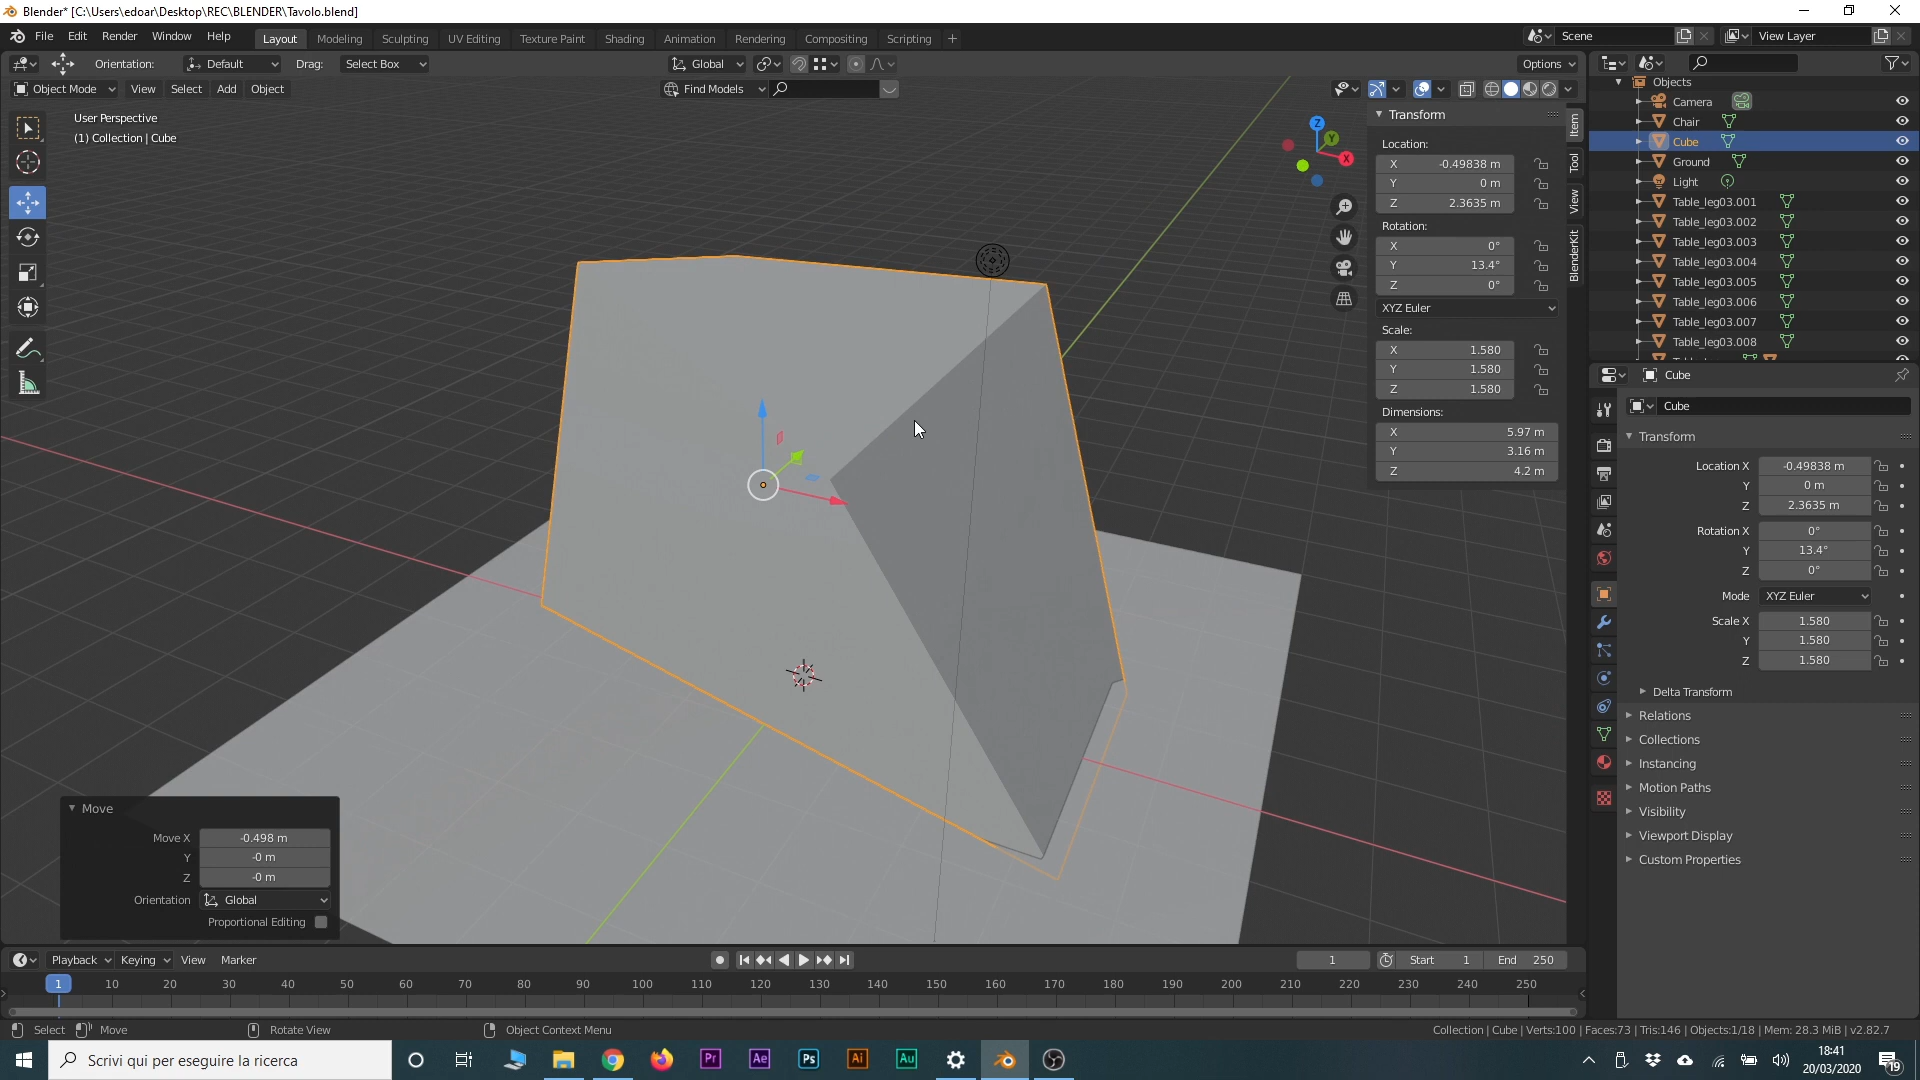 Blender* [C:\Users\edoar\Desktop\REC\BLENDER\Tavolo.blend]
File Edit Render Window Help Layout Modeling Sculpting UV Editing Texture Paint Shading Animation Rendering Compositing Scripting + Scene View Layer
Orientation: Default Drag: Select Box Global Options
Object Mode View Select Add Object Find Models
User Perspective
(1) Collection | Cube
Z
Y
X
Transform
Location:
X -0.49838 m
Y 0 m
Z 2.3635 m
Rotation:
X 0°
Y 13.4°
Z 0°
XYZ Euler
Scale:
X 1.580
Y 1.580
Z 1.580
Dimensions:
X 5.97 m
Y 3.16 m
Z 4.2 m
Item
Tool
View
BlenderKit
Objects
Camera
Chair
Cube
Ground
Light
Table_leg03.001
Table_leg03.002
Table_leg03.003
Table_leg03.004
Table_leg03.005
Table_leg03.006
Table_leg03.007
Table_leg03.008
Cube
Cube
Transform
Location X -0.49838 m
Y 0 m
Z 2.3635 m
Rotation X 0°
Y 13.4°
Z 0°
Mode XYZ Euler
Scale X 1.580
Y 1.580
Z 1.580
Delta Transform
Relations
Collections
Instancing
Motion Paths
Visibility
Viewport Display
Custom Properties
Move
Move X -0.498 m
Y -0 m
Z -0 m
Orientation Global
Proportional Editing
Playback Keying View Marker 1 Start 1 End 250
1 10 20 30 40 50 60 70 80 90 100 110 120 130 140 150 160 170 180 190 200 210 220 230 240 250
Select Move Rotate View Object Context Menu Collection | Cube | Verts:100 | Faces:73 | Tris:146 | Objects:1/18 | Mem: 28.3 MiB | v2.82.7
Scrivi qui per eseguire la ricerca Pr Ae Ps Ai Au
18:41
20/03/2020
19